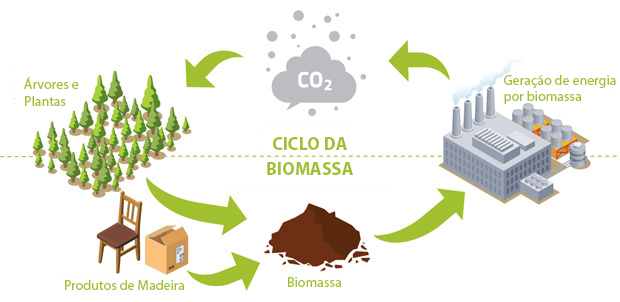 CO₂
Árvores e
Plantas
Geração de energia
por biomassa
CICLO DA
BIOMASSA
Produtos de Madeira
Biomassa